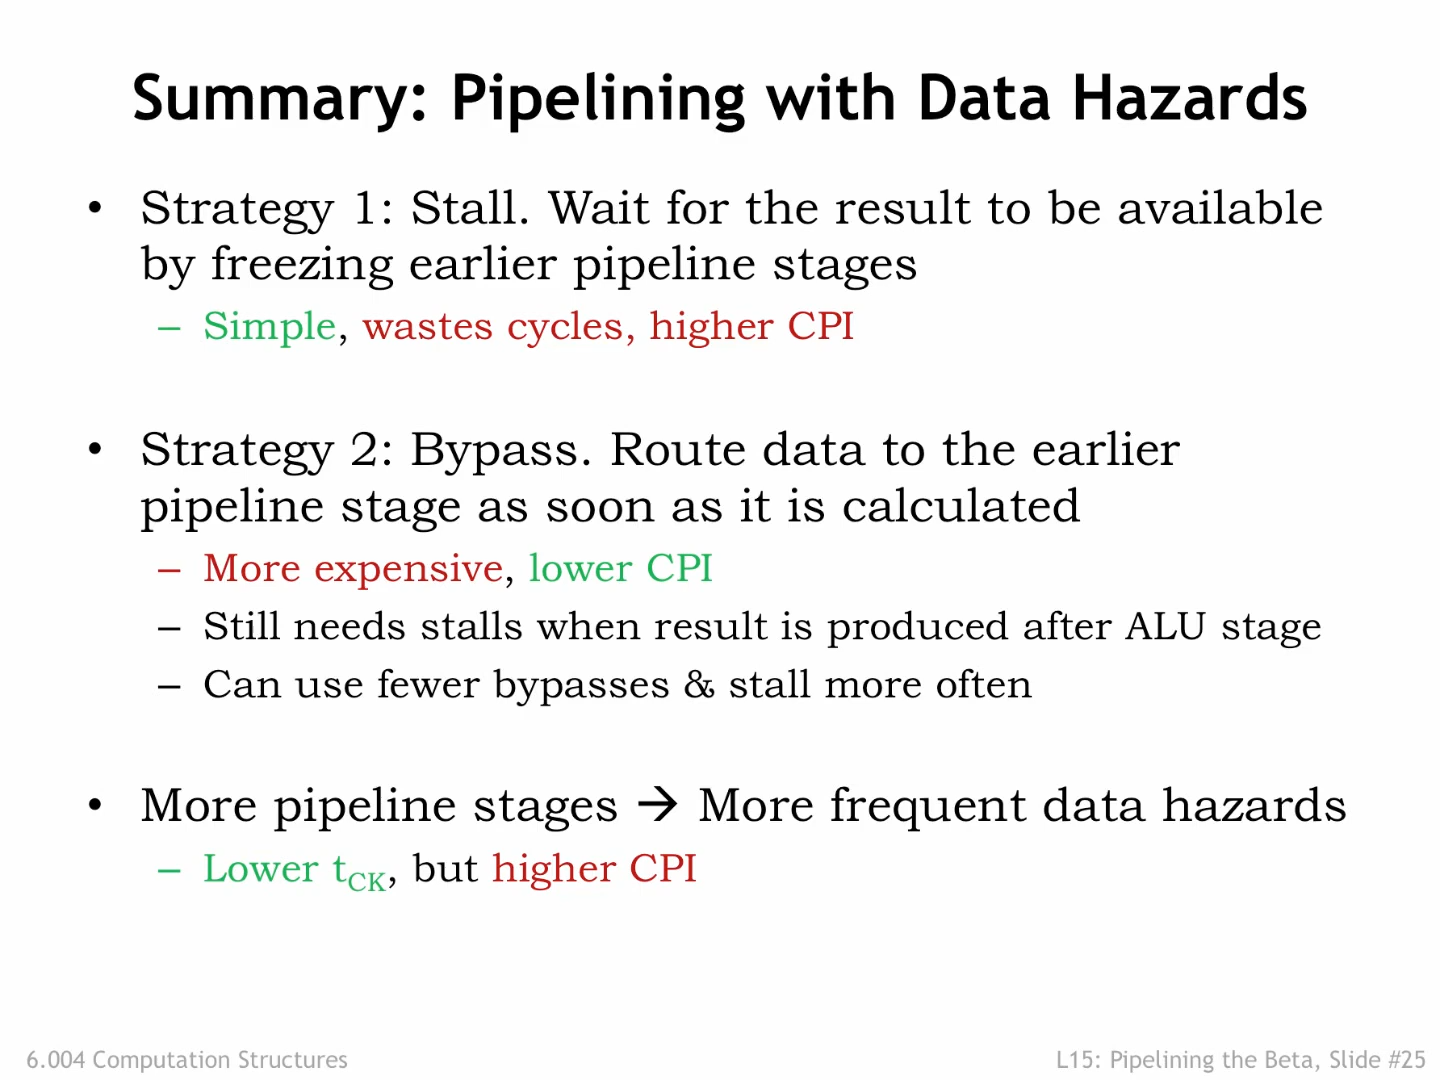 Summary: Pipelining with Data Hazards
• Strategy 1: Stall. Wait for the result to be available
by freezing earlier pipeline stages
– Simple, wastes cycles, higher CPI
• Strategy 2: Bypass. Route data to the earlier
pipeline stage as soon as it is calculated
– More expensive, lower CPI
– Still needs stalls when result is produced after ALU stage
– Can use fewer bypasses & stall more often
• More pipeline stages → More frequent data hazards
– Lower tCK, but higher CPI
6.004 Computation Structures
L15: Pipelining the Beta, Slide #25